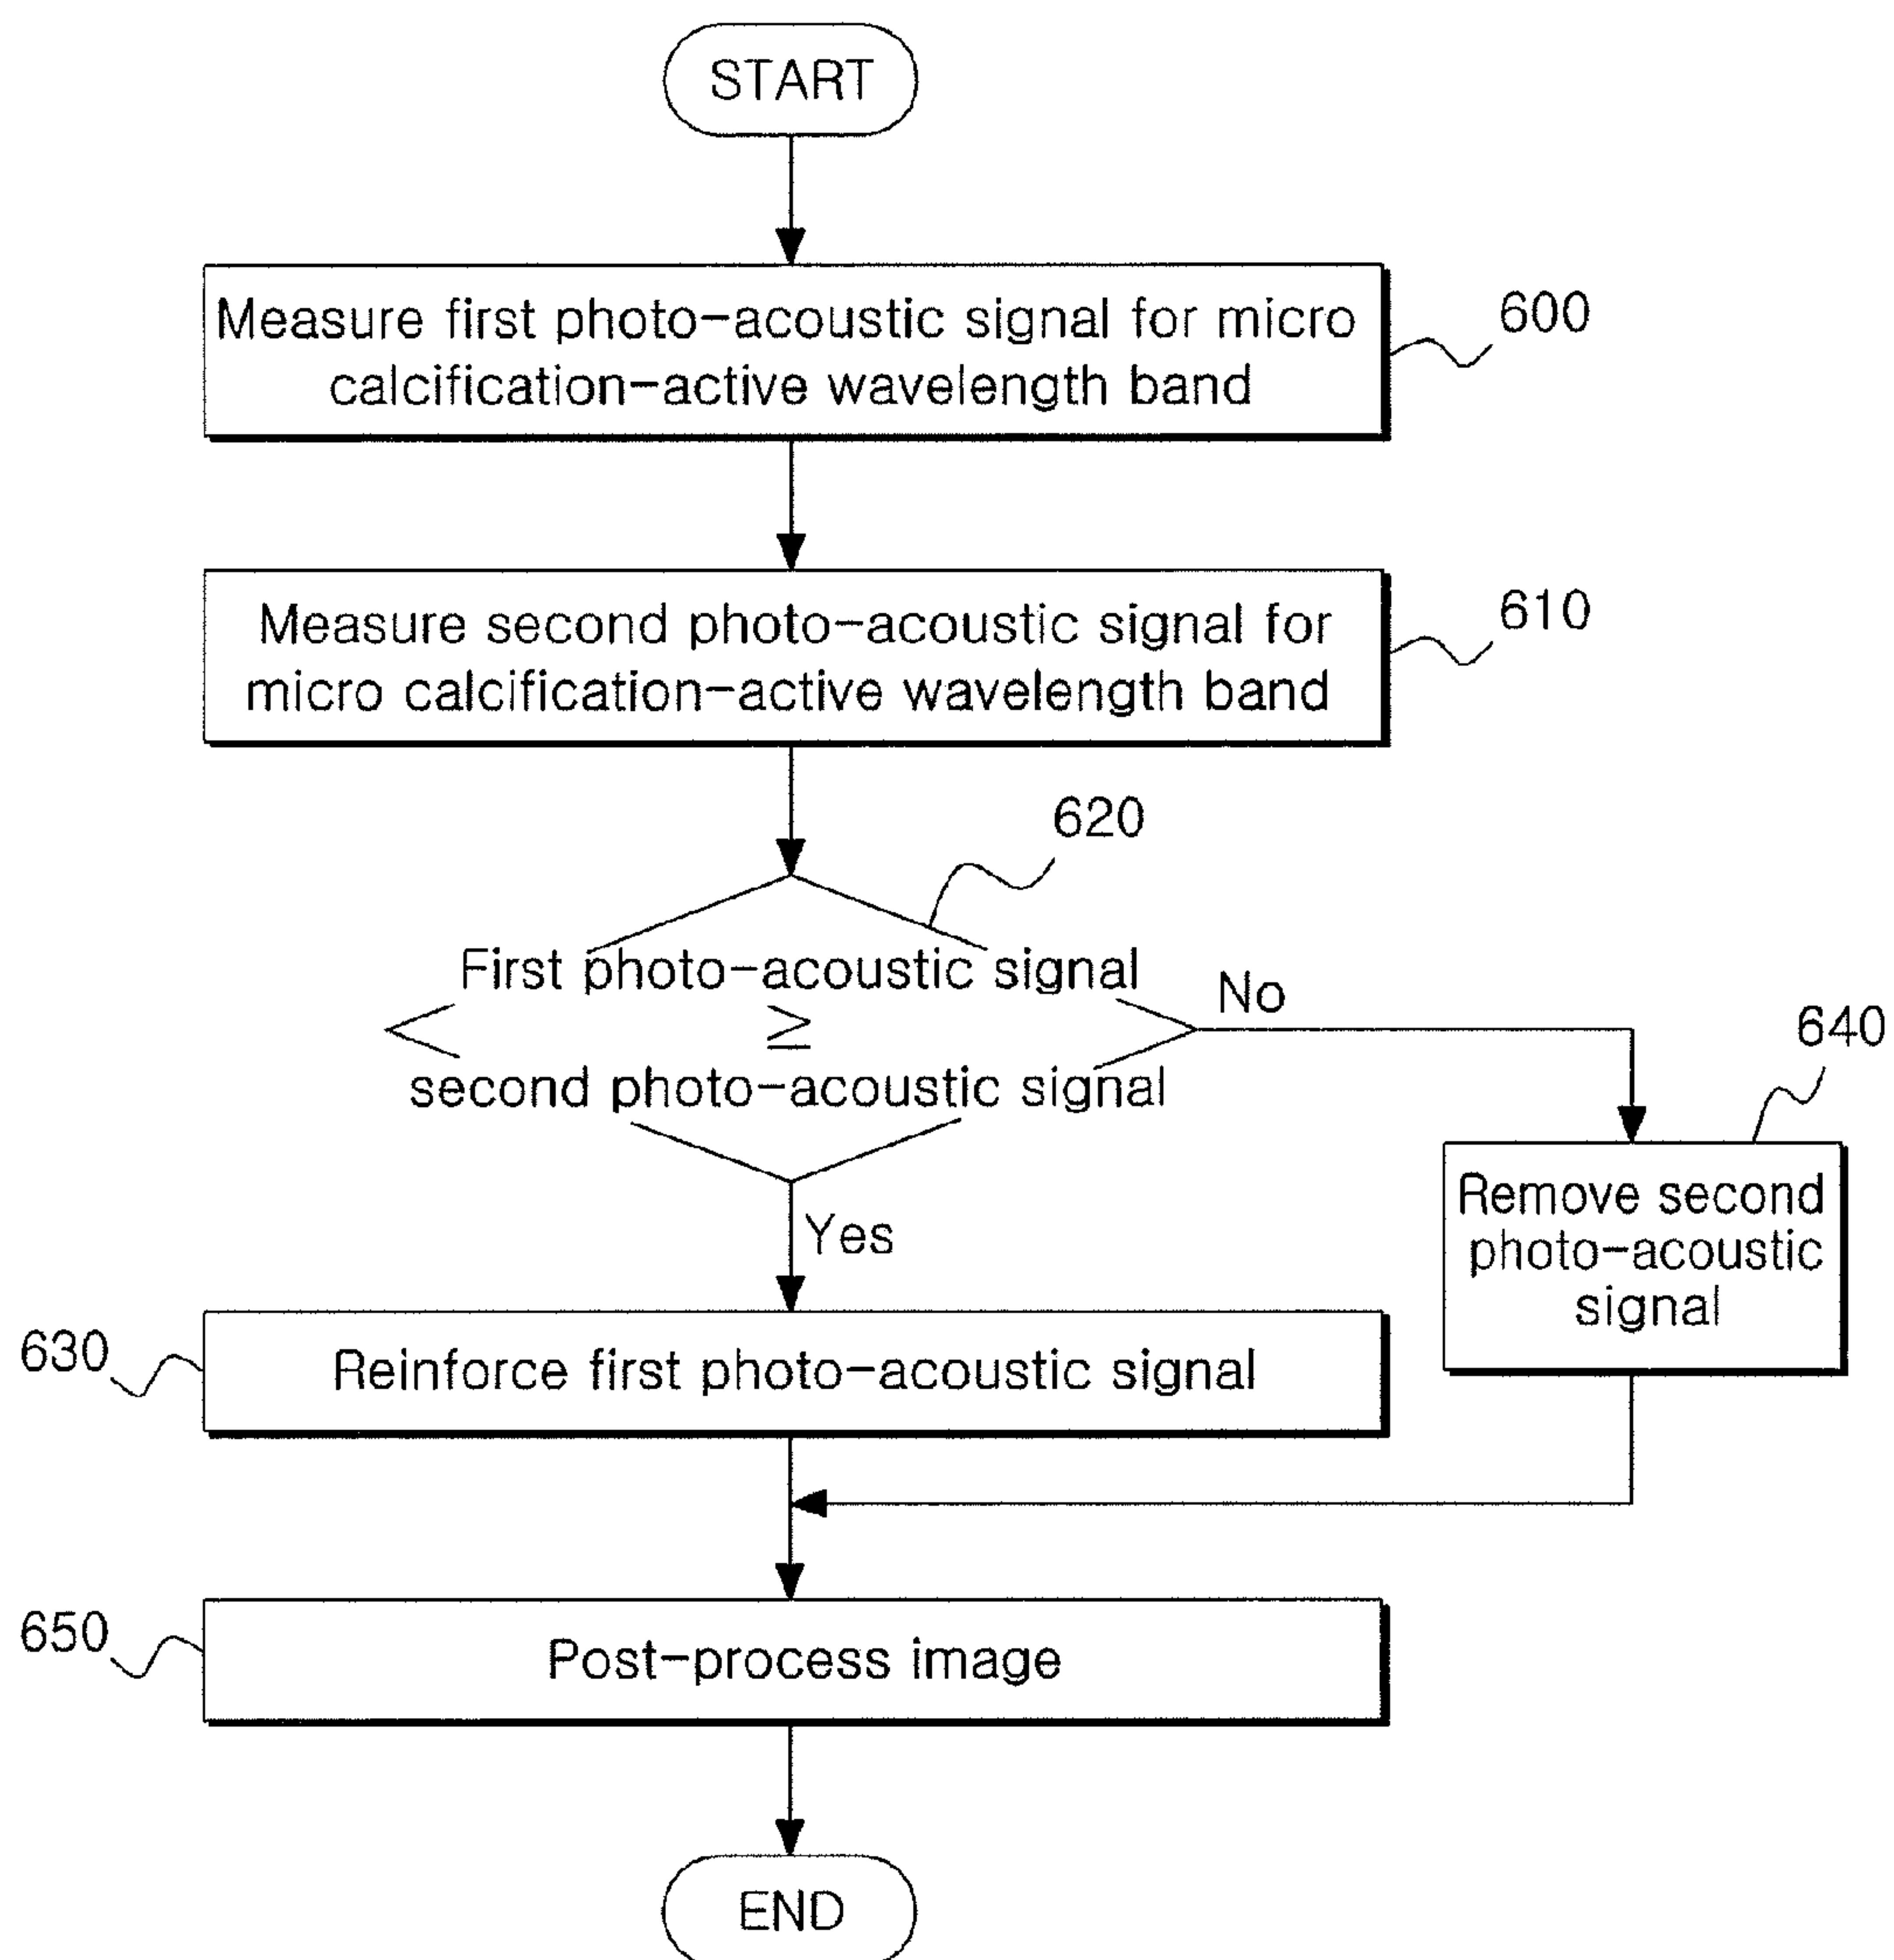 START
Measure first photo-acoustic signal for micro
calcification-active wavelength band
600
Measure second photo-acoustic signal for
micro calcification-active wavelength band
610
620
First photo-acoustic signal
≥
second photo-acoustic signal
No
640
Remove second
photo-acoustic
signal
Yes
630
Reinforce first photo-acoustic signal
650
Post-process image
END